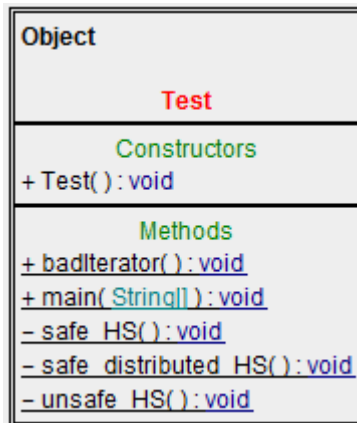 Object
Test
Constructors
+ Test( ) : void
Methods
+ badIterator( ) : void
+ main( String[] ) : void
– safe_HS( ) : void
– safe_distributed_HS( ) : void
– unsafe_HS( ) : void